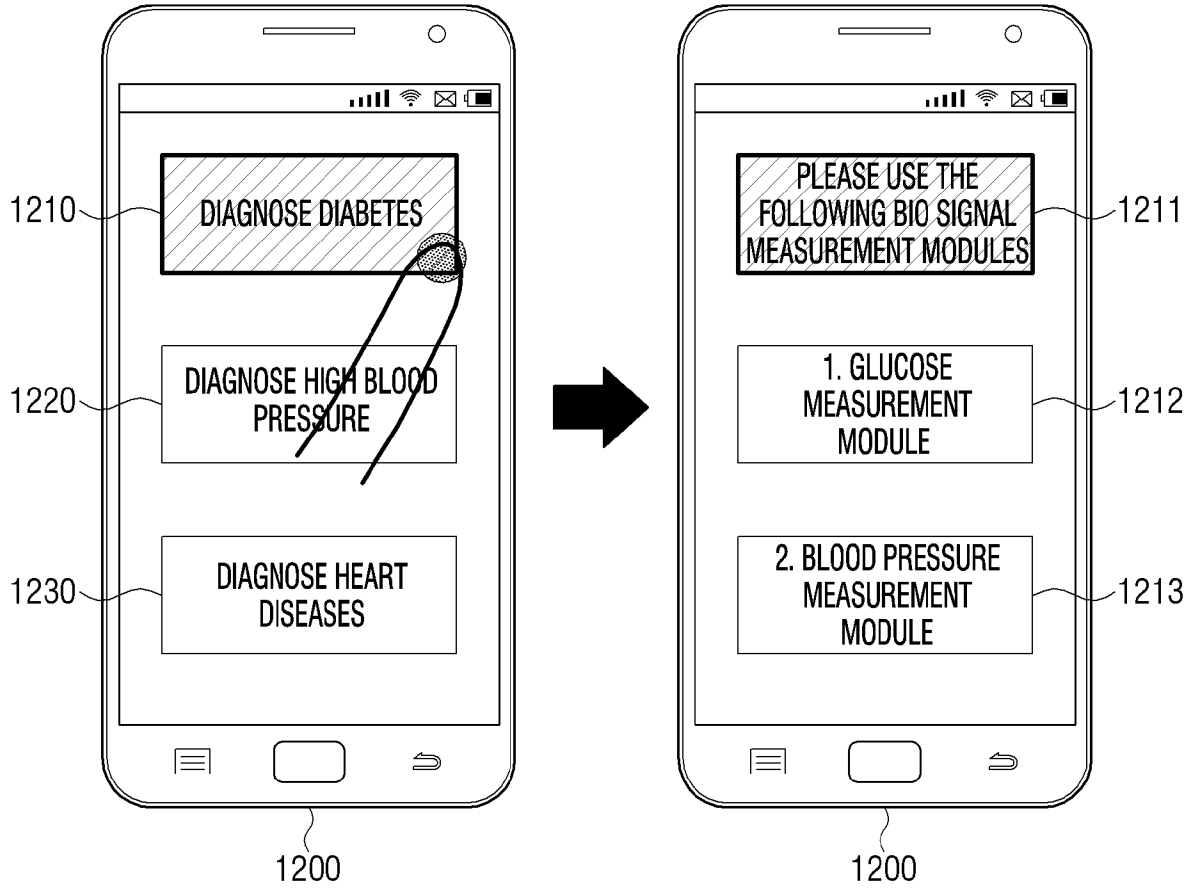 1210
DIAGNOSE DIABETES
1220
DIAGNOSE HIGH BLOOD
PRESSURE
1230
DIAGNOSE HEART
DISEASES
1200
PLEASE USE THE
FOLLOWING BIO SIGNAL
MEASUREMENT MODULES
1211
1. GLUCOSE
MEASUREMENT
MODULE
1212
2. BLOOD PRESSURE
MEASUREMENT
MODULE
1213
1200